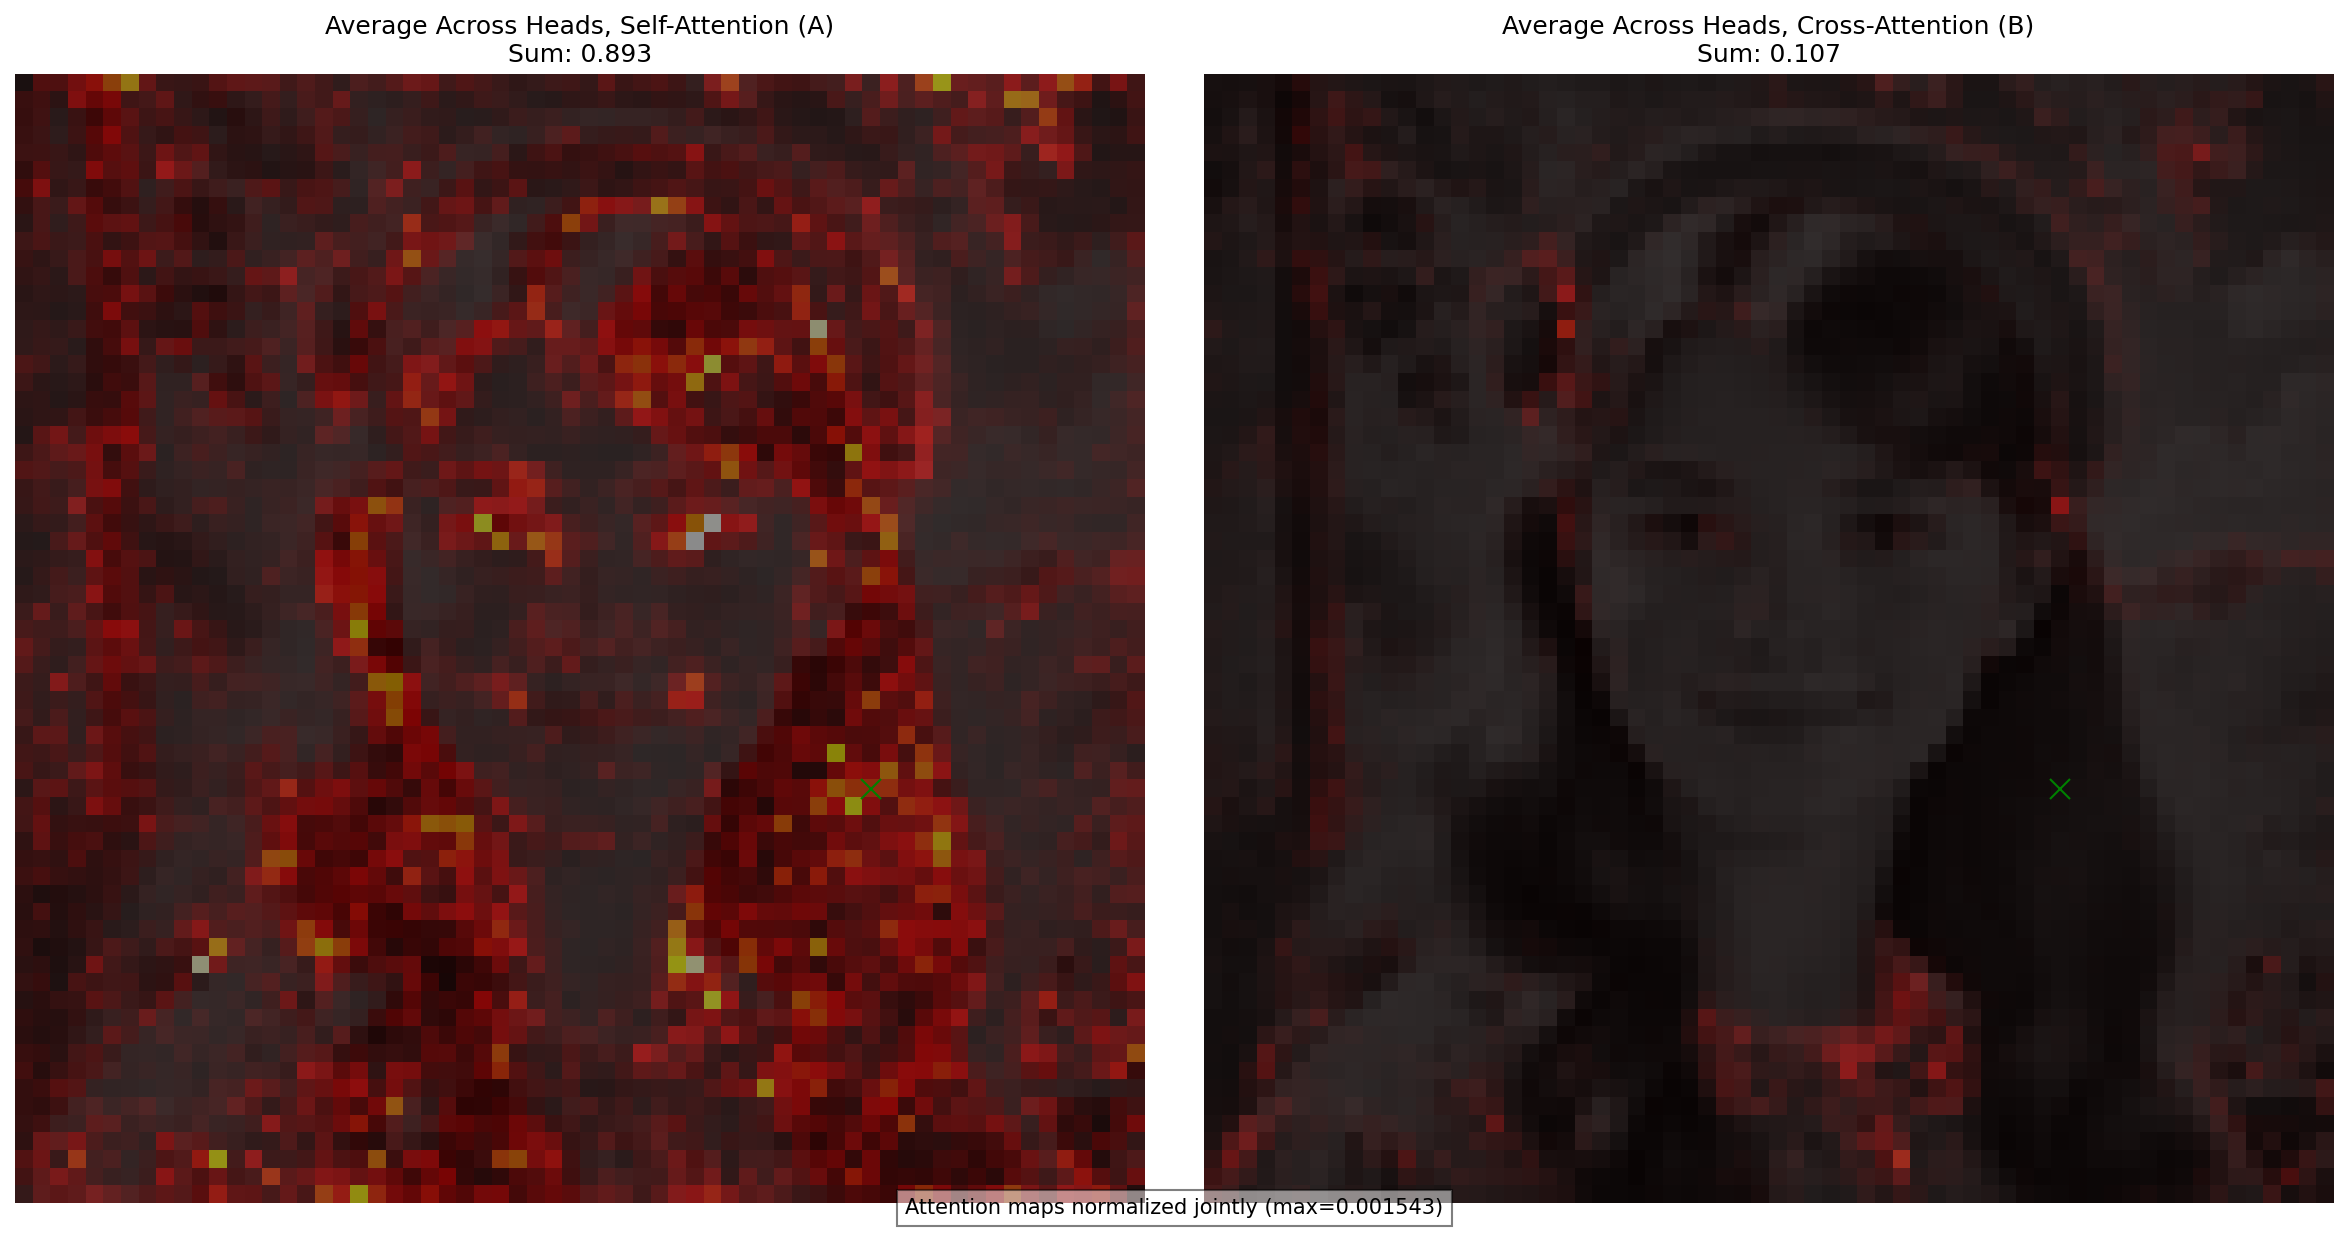 Average Across Heads, Self-Attention (A)
Sum: 0.893
Average Across Heads, Cross-Attention (B)
Sum: 0.107
Attention maps normalized jointly (max=0.001543)